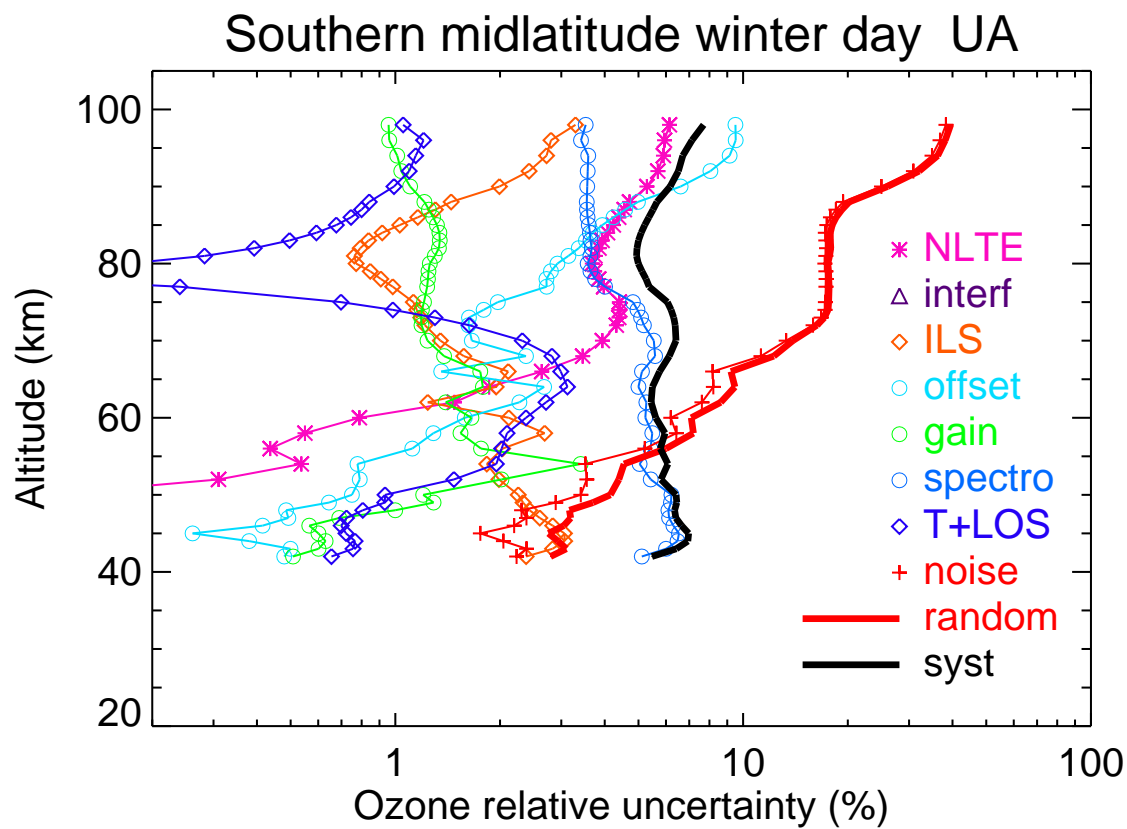 Southern midlatitude winter day  UA
100
80
60
40
20
Altitude (km)
NLTE
interf
ILS
offset
gain
spectro
T+LOS
noise
random
syst
1
10
100
Ozone relative uncertainty (%)